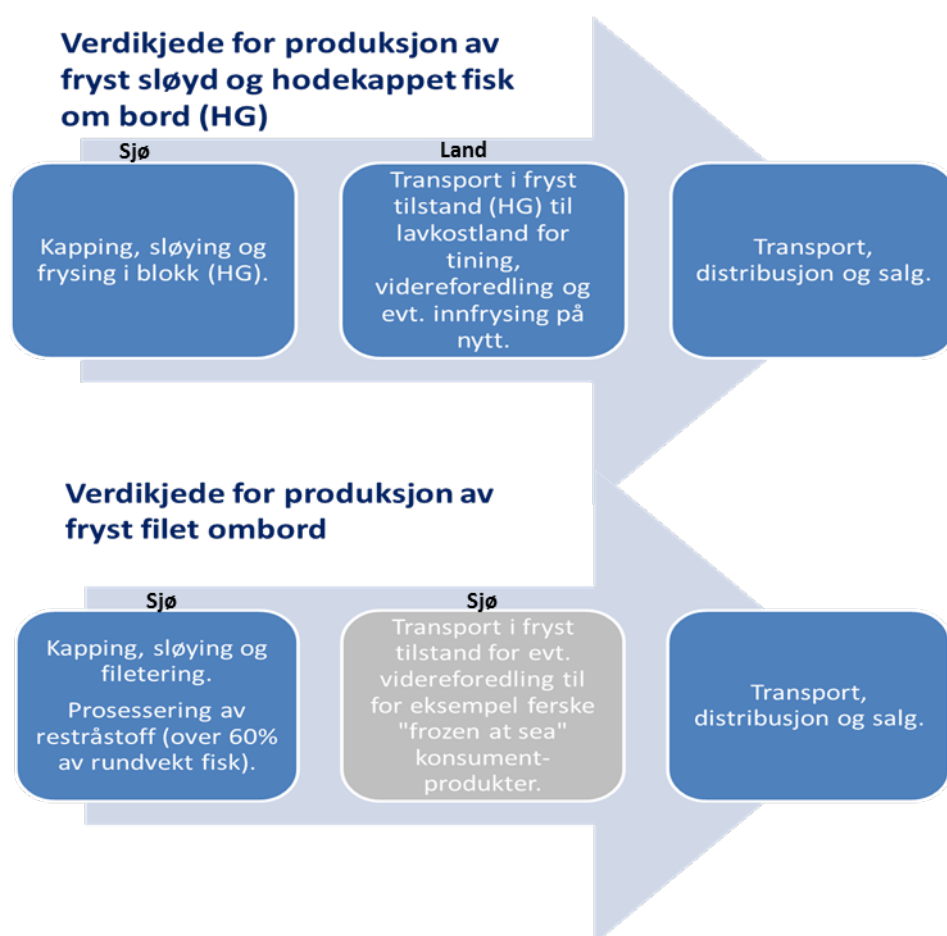 Verdikjede for produksjon av
fryst sløyd og hodekappet fisk
om bord (HG)
Sjø
Land
Kapping, sløying og
frysing i blokk (HG).
Transport i fryst
tilstand (HG) til
lavkostland for
tining,
videreforedling og
evt. innfrysing på
nytt.
Transport,
distribusjon og salg.
Verdikjede for produksjon av
fryst filet ombord
Sjø
Sjø
Kapping, sløying og
filetering.
Prosessering av
restråstoff (over 60%
av rundvekt fisk).
Transport i fryst
tilstand for evt.
videreforedling til
for eksempel ferske
"frozen at sea"
konsument-
produkter.
Transport,
distribusjon og salg.